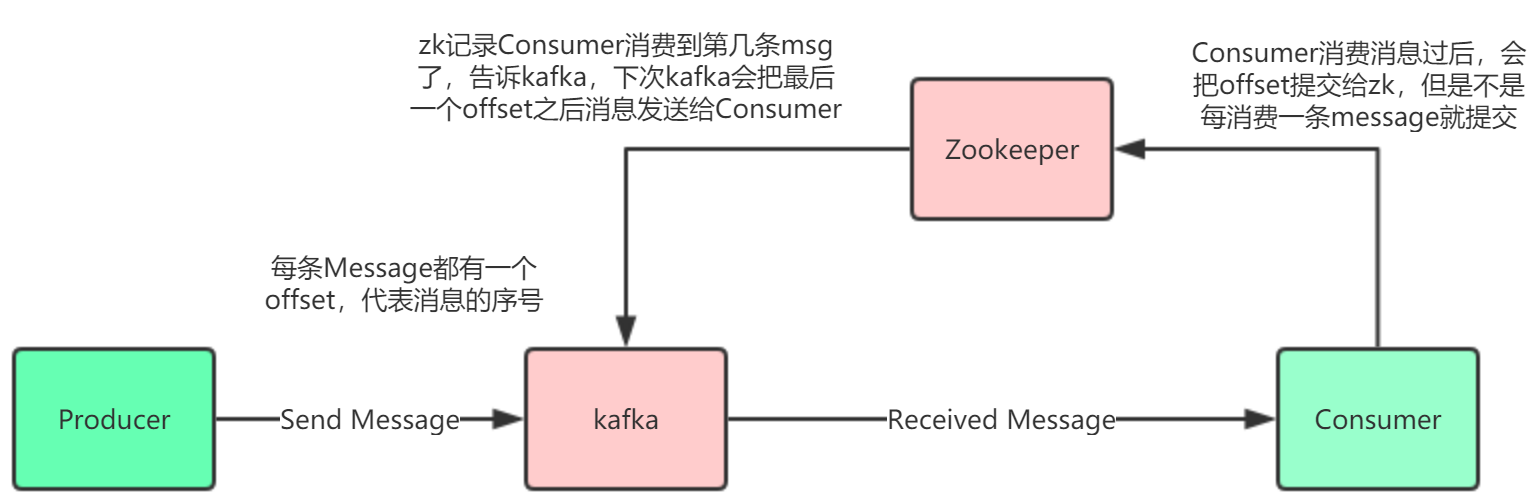 zk记录Consumer消费到第几条msg
了，告诉kafka，下次kafka会把最后
一个offset之后消息发送给Consumer
Consumer消费消息过后，会
把offset提交给zk，但是不是
每消费一条message就提交
Zookeeper
每条Message都有一个
offset，代表消息的序号
Producer
Send Message
kafka
Received Message
Consumer